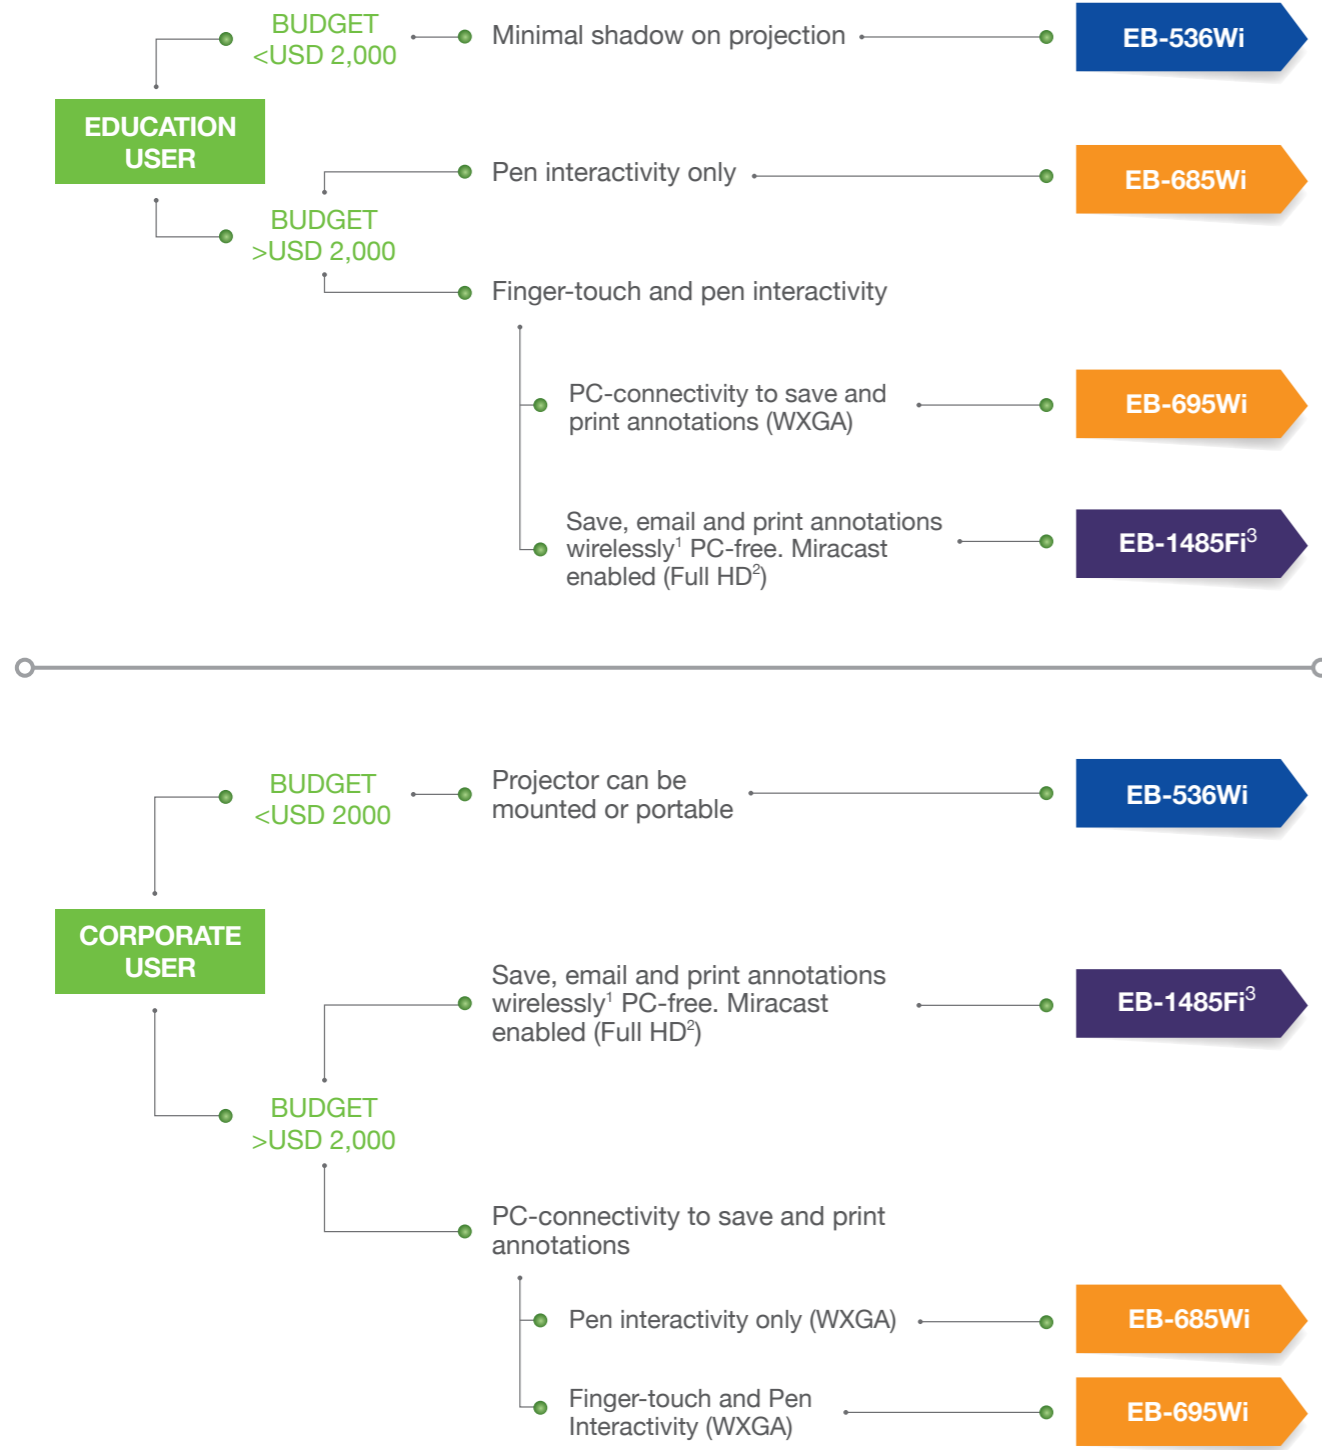 BUDGET
<USD 2,000
Minimal shadow on projection
EB-536Wi
EDUCATION
USER
Pen interactivity only
EB-685Wi
BUDGET
>USD 2,000
Finger-touch and pen interactivity
PC-connectivity to save and
print annotations (WXGA)
EB-695Wi
Save, email and print annotations
wirelessly¹ PC-free. Miracast
enabled (Full HD²)
EB-1485Fi³
BUDGET
<USD 2000
Projector can be
mounted or portable
EB-536Wi
CORPORATE
USER
Save, email and print annotations
wirelessly¹ PC-free. Miracast
enabled (Full HD²)
EB-1485Fi³
BUDGET
>USD 2,000
PC-connectivity to save and print
annotations
Pen interactivity only (WXGA)
EB-685Wi
Finger-touch and Pen
Interactivity (WXGA)
EB-695Wi